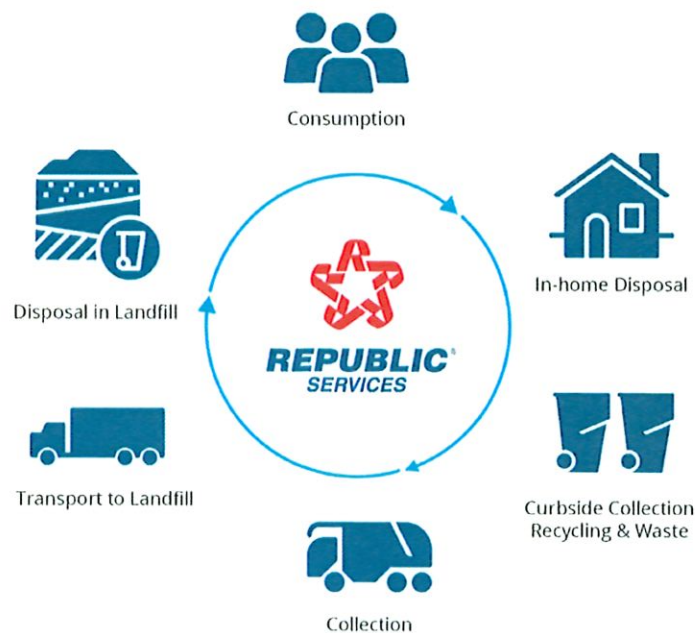 Consumption
In-home Disposal
Curbside Collection
Recycling & Waste
Collection
Transport to Landfill
Disposal in Landfill
REPUBLIC
SERVICES